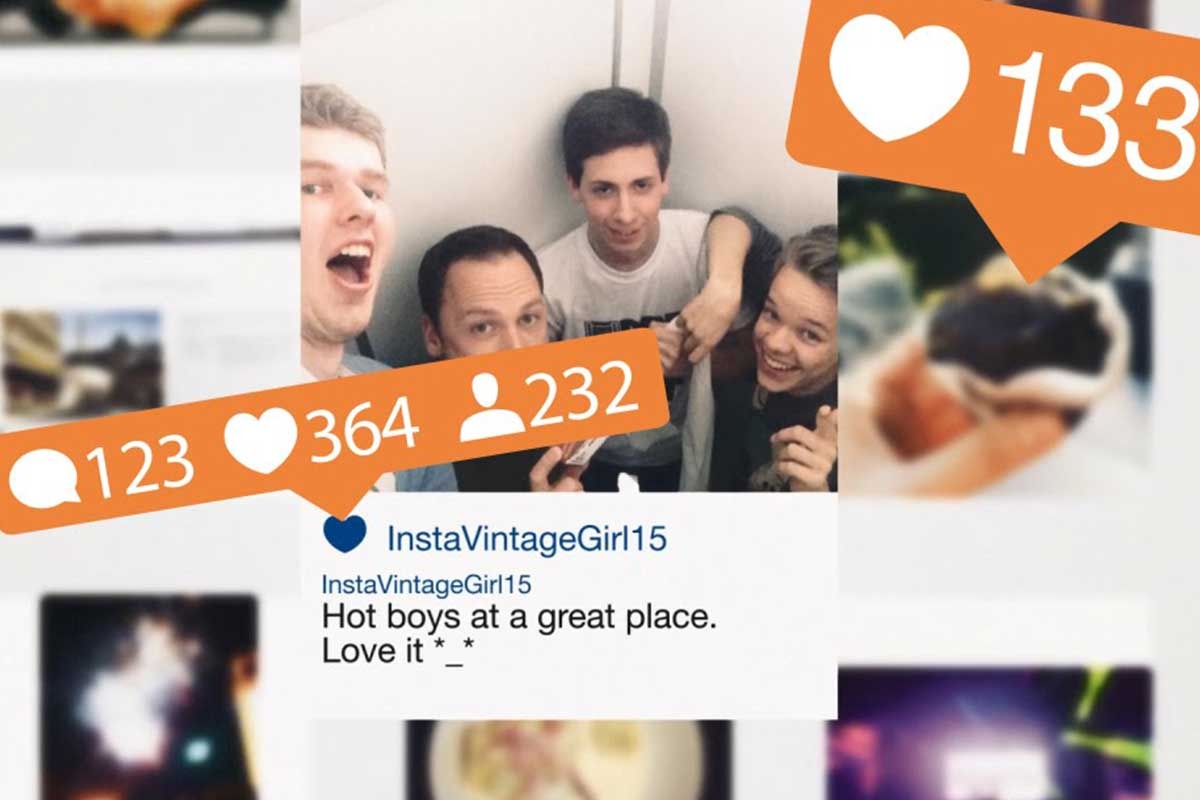 133
123 364 232
InstaVintageGirl15
InstaVintageGirl15
Hot boys at a great place.
Love it *_*